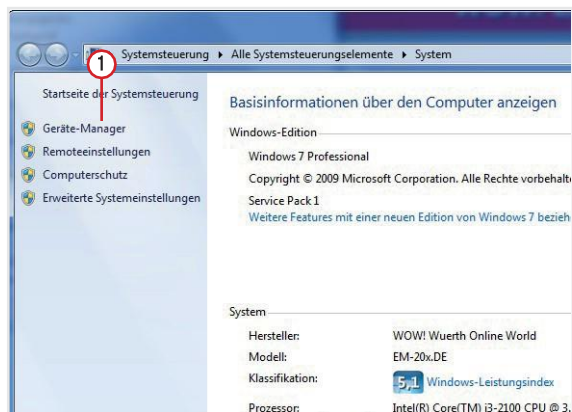 Systemsteuerung ▸ Alle Systemsteuerungselemente ▸ System
1
Startseite der Systemsteuerung
Geräte-Manager
Remoteeinstellungen
Computerschutz
Erweiterte Systemeinstellungen
Basisinformationen über den Computer anzeigen
Windows-Edition
Windows 7 Professional
Copyright © 2009 Microsoft Corporation. Alle Rechte vorbehalt
Service Pack 1
Weitere Features mit einer neuen Edition von Windows 7 bezieh
System
Hersteller: WOW! Wuerth Online World
Modell: EM-20x.DE
Klassifikation: 5,1 Windows-Leistungsindex
Prozessor: Intel(R) Core(TM) i3-2100 CPU @ 3.